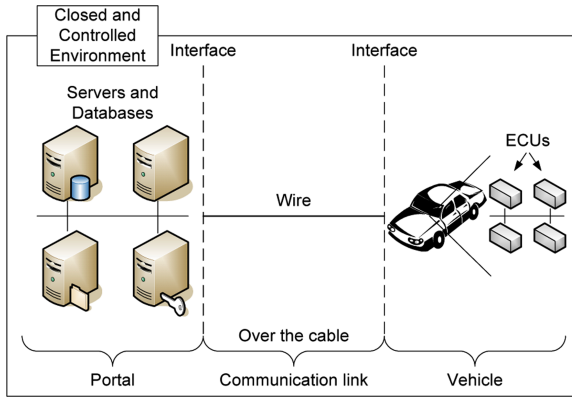 Closed and
Controlled
Environment
Interface
Interface
Servers and
Databases
ECUs
Wire
Over the cable
Portal
Communication link
Vehicle